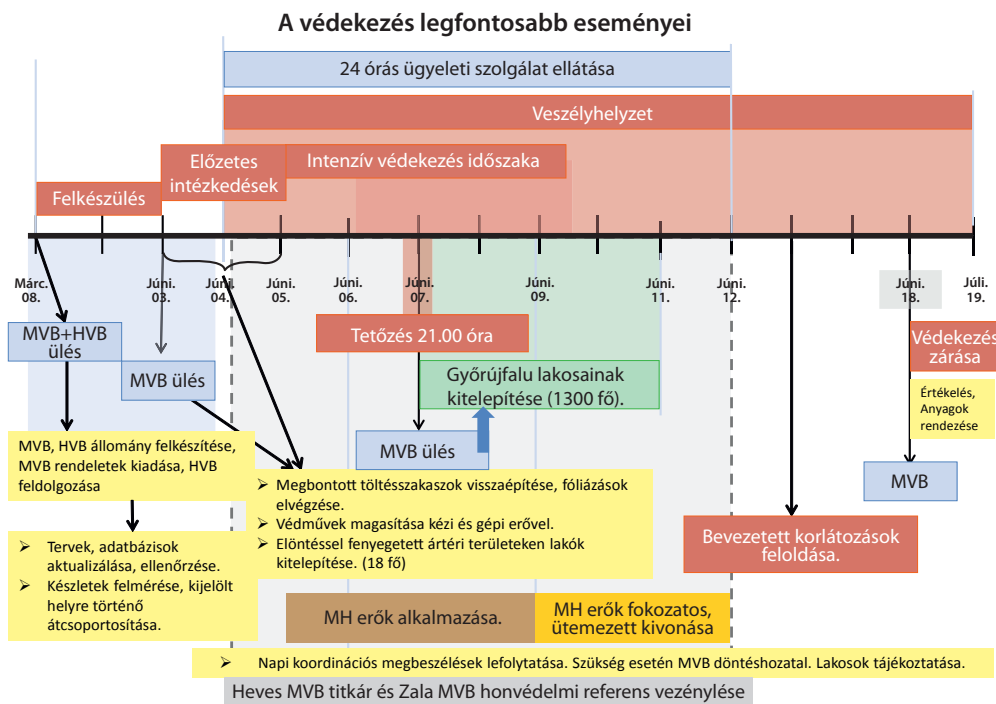 A védekezés legfontosabb eseményei
24 órás ügyeleti szolgálat ellátása
Veszélyhelyzet
Előzetes
intézkedések
Intenzív védekezés időszaka
Felkészülés
Márc.
08.
Júni.
03.
Júni.
04.
Júni.
05.
Júni.
06.
Júni.
07.
Júni.
09.
Júni.
11.
Júni.
12.
Júni.
18.
Júli.
19.
MVB+HVB
ülés
MVB ülés
Tetőzés 21.00 óra
Védekezés
zárása
Győrújfalu lakosainak
kitelepítése (1300 fő).
Értékelés,
Anyagok
rendezése
MVB ülés
MVB
MVB, HVB állomány felkészítése,
MVB rendeletek kiadása, HVB
feldolgozása
➢ Megbontott töltésszakaszok visszaépítése, fóliázások
elvégzése.
➢ Védművek magasítása kézi és gépi erővel.
➢ Elöntéssel fenyegetett ártéri területeken lakók
kitelepítése. (18 fő)
Bevezetett korlátozások
feloldása.
➢ Tervek, adatbázisok
aktualizálása, ellenőrzése.
➢ Készletek felmérése, kijelölt
helyre történő
átcsoportosítása.
MH erők alkalmazása.
MH erők fokozatos,
ütemezett kivonása
➢ Napi koordinációs megbeszélések lefolytatása. Szükség esetén MVB döntéshozatal. Lakosok tájékoztatása.
Heves MVB titkár és Zala MVB honvédelmi referens vezénylése